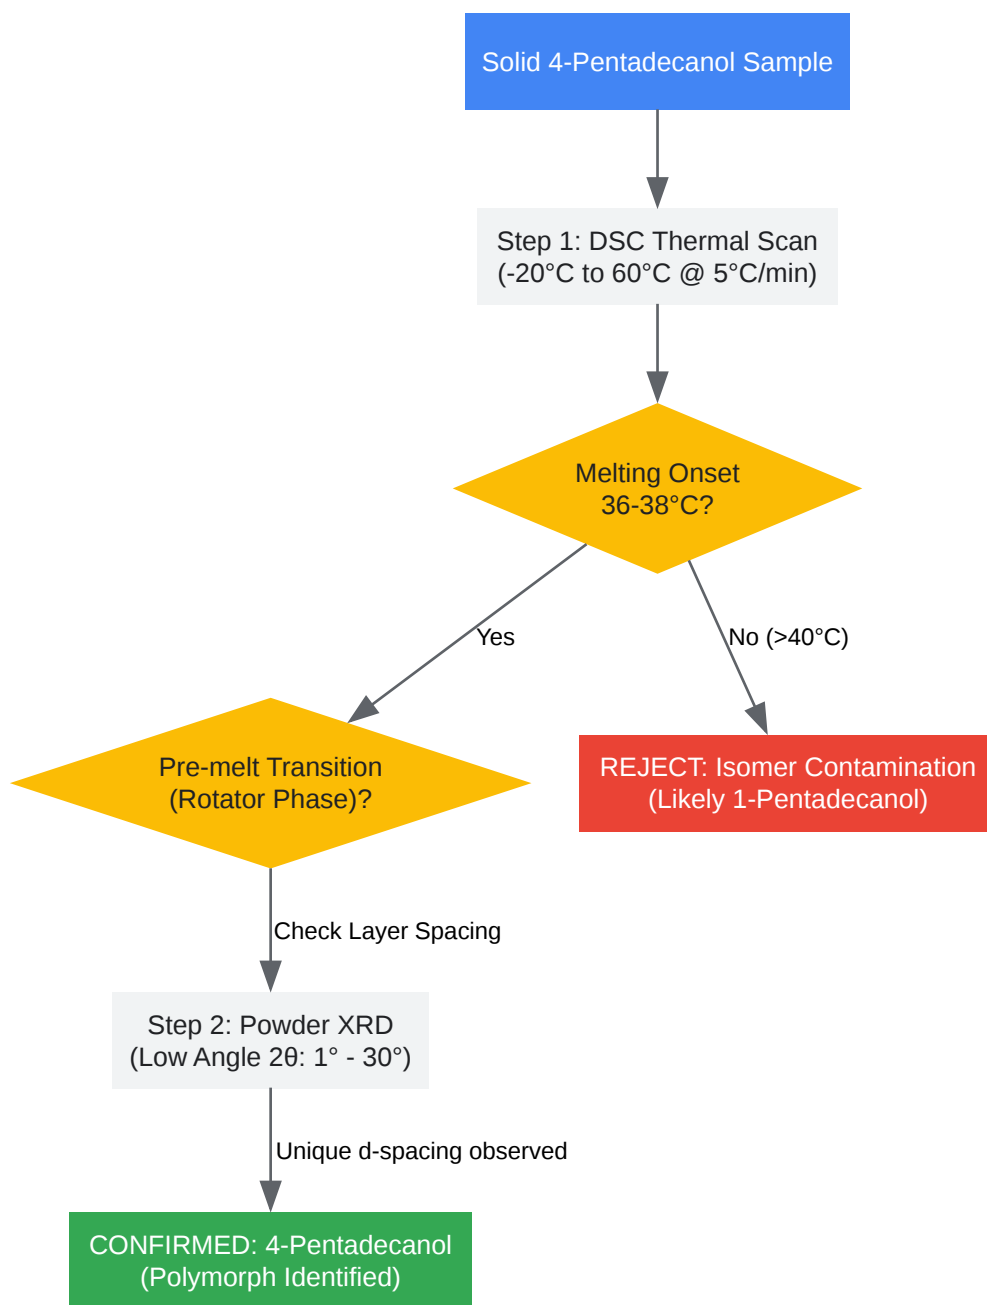 Solid 4-Pentadecanol Sample
Step 1: DSC Thermal Scan
(-20°C to 60°C @ 5°C/min)
Melting Onset
36-38°C?
Yes
No (>40°C)
Pre-melt Transition
(Rotator Phase)?
REJECT: Isomer Contamination
(Likely 1-Pentadecanol)
Check Layer Spacing
Step 2: Powder XRD
(Low Angle 2θ: 1° - 30°)
Unique d-spacing observed
CONFIRMED: 4-Pentadecanol
(Polymorph Identified)